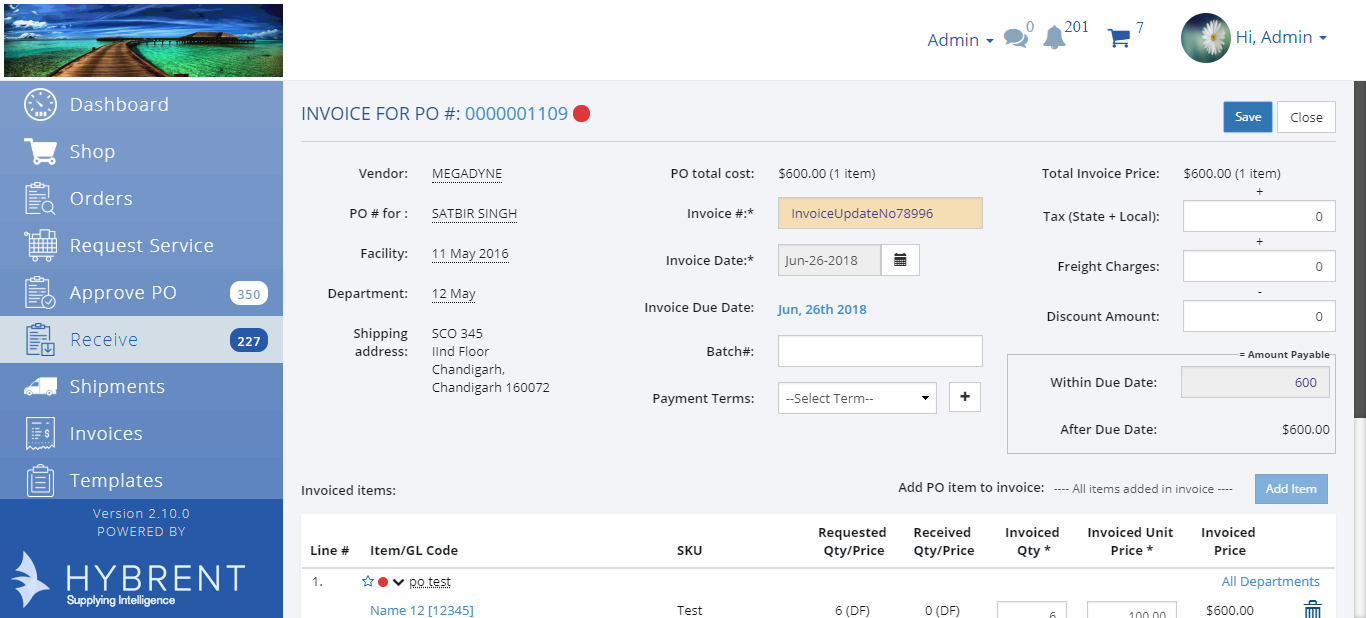 Admin 0 201 7 Hi, Admin
Dashboard
Shop
Orders
Request Service
Approve PO 350
Receive 227
Shipments
Invoices
Templates
Version 2.10.0
POWERED BY
HYBRENT
Supplying Intelligence
INVOICE FOR PO #: 0000001109
Save Close
Vendor: MEGADYNE
PO # for : SATBIR SINGH
Facility: 11 May 2016
Department: 12 May
Shipping address: SCO 345
IInd Floor
Chandigarh,
Chandigarh 160072
PO total cost: $600.00 (1 item)
Invoice #:* InvoiceUpdateNo78996
Invoice Date:* Jun-26-2018
Invoice Due Date: Jun, 26th 2018
Batch#:
Payment Terms: --Select Term-- +
Total Invoice Price: $600.00 (1 item)
+
Tax (State + Local): 0
+
Freight Charges: 0
-
Discount Amount: 0
= Amount Payable
Within Due Date: 600
After Due Date: $600.00
Invoiced items:
Add PO item to invoice: ---- All items added in invoice ---- Add Item
Line # Item/GL Code SKU Requested Qty/Price Received Qty/Price Invoiced Qty * Invoiced Unit Price * Invoiced Price
1. po test All Departments
Name 12 [12345] Test 6 (DF) 0 (DF) 6 100.00 $600.00